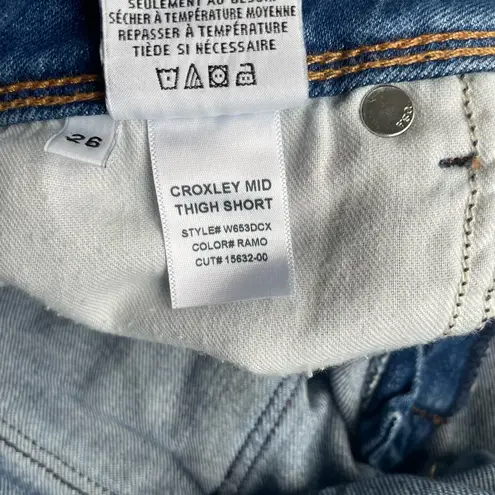 SEULEMENT AU BESOIN
SÉCHER À TEMPÉRATURE MOYENNE
REPASSER À TEMPÉRATURE
TIÈDE SI NÉCESSAIRE
26
CROXLEY MID
THIGH SHORT
STYLE# W653DCX
COLOR# RAMO
CUT# 15632-00